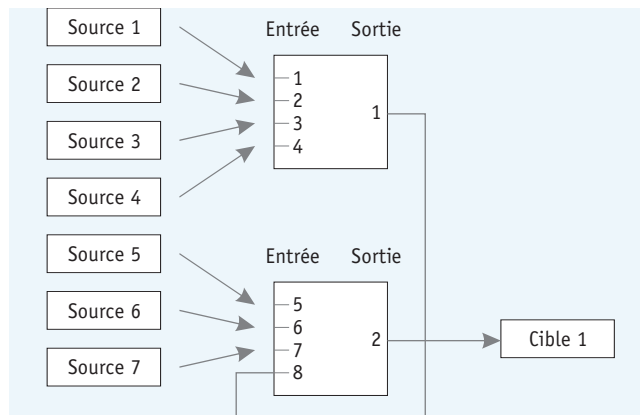 Source 1
Source 2
Source 3
Source 4
Source 5
Source 6
Source 7
Entrée Sortie
1
2
3
4
1
Entrée Sortie
5
6
7
8
2
Cible 1